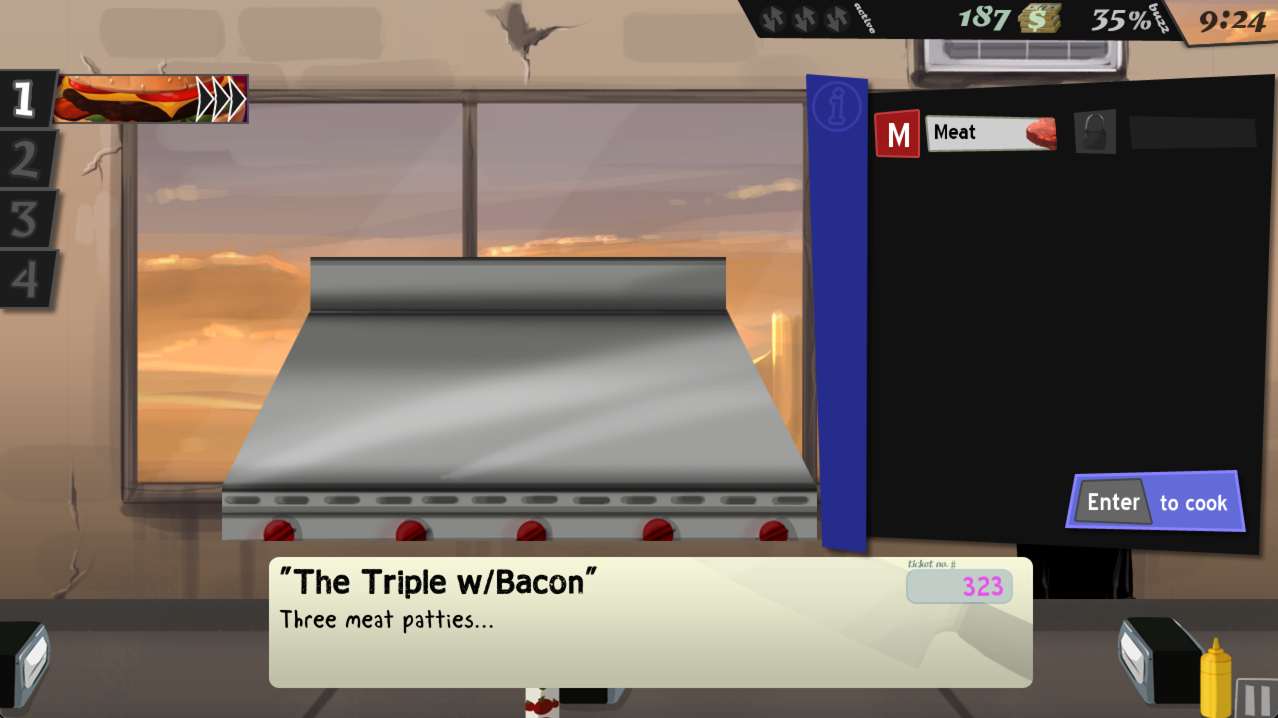 active
187 $
35% buzz
9:24
1
2
3
4
i
M Meat
Enter to cook
"The Triple w/Bacon"
ticket no. #
323
Three meat patties...